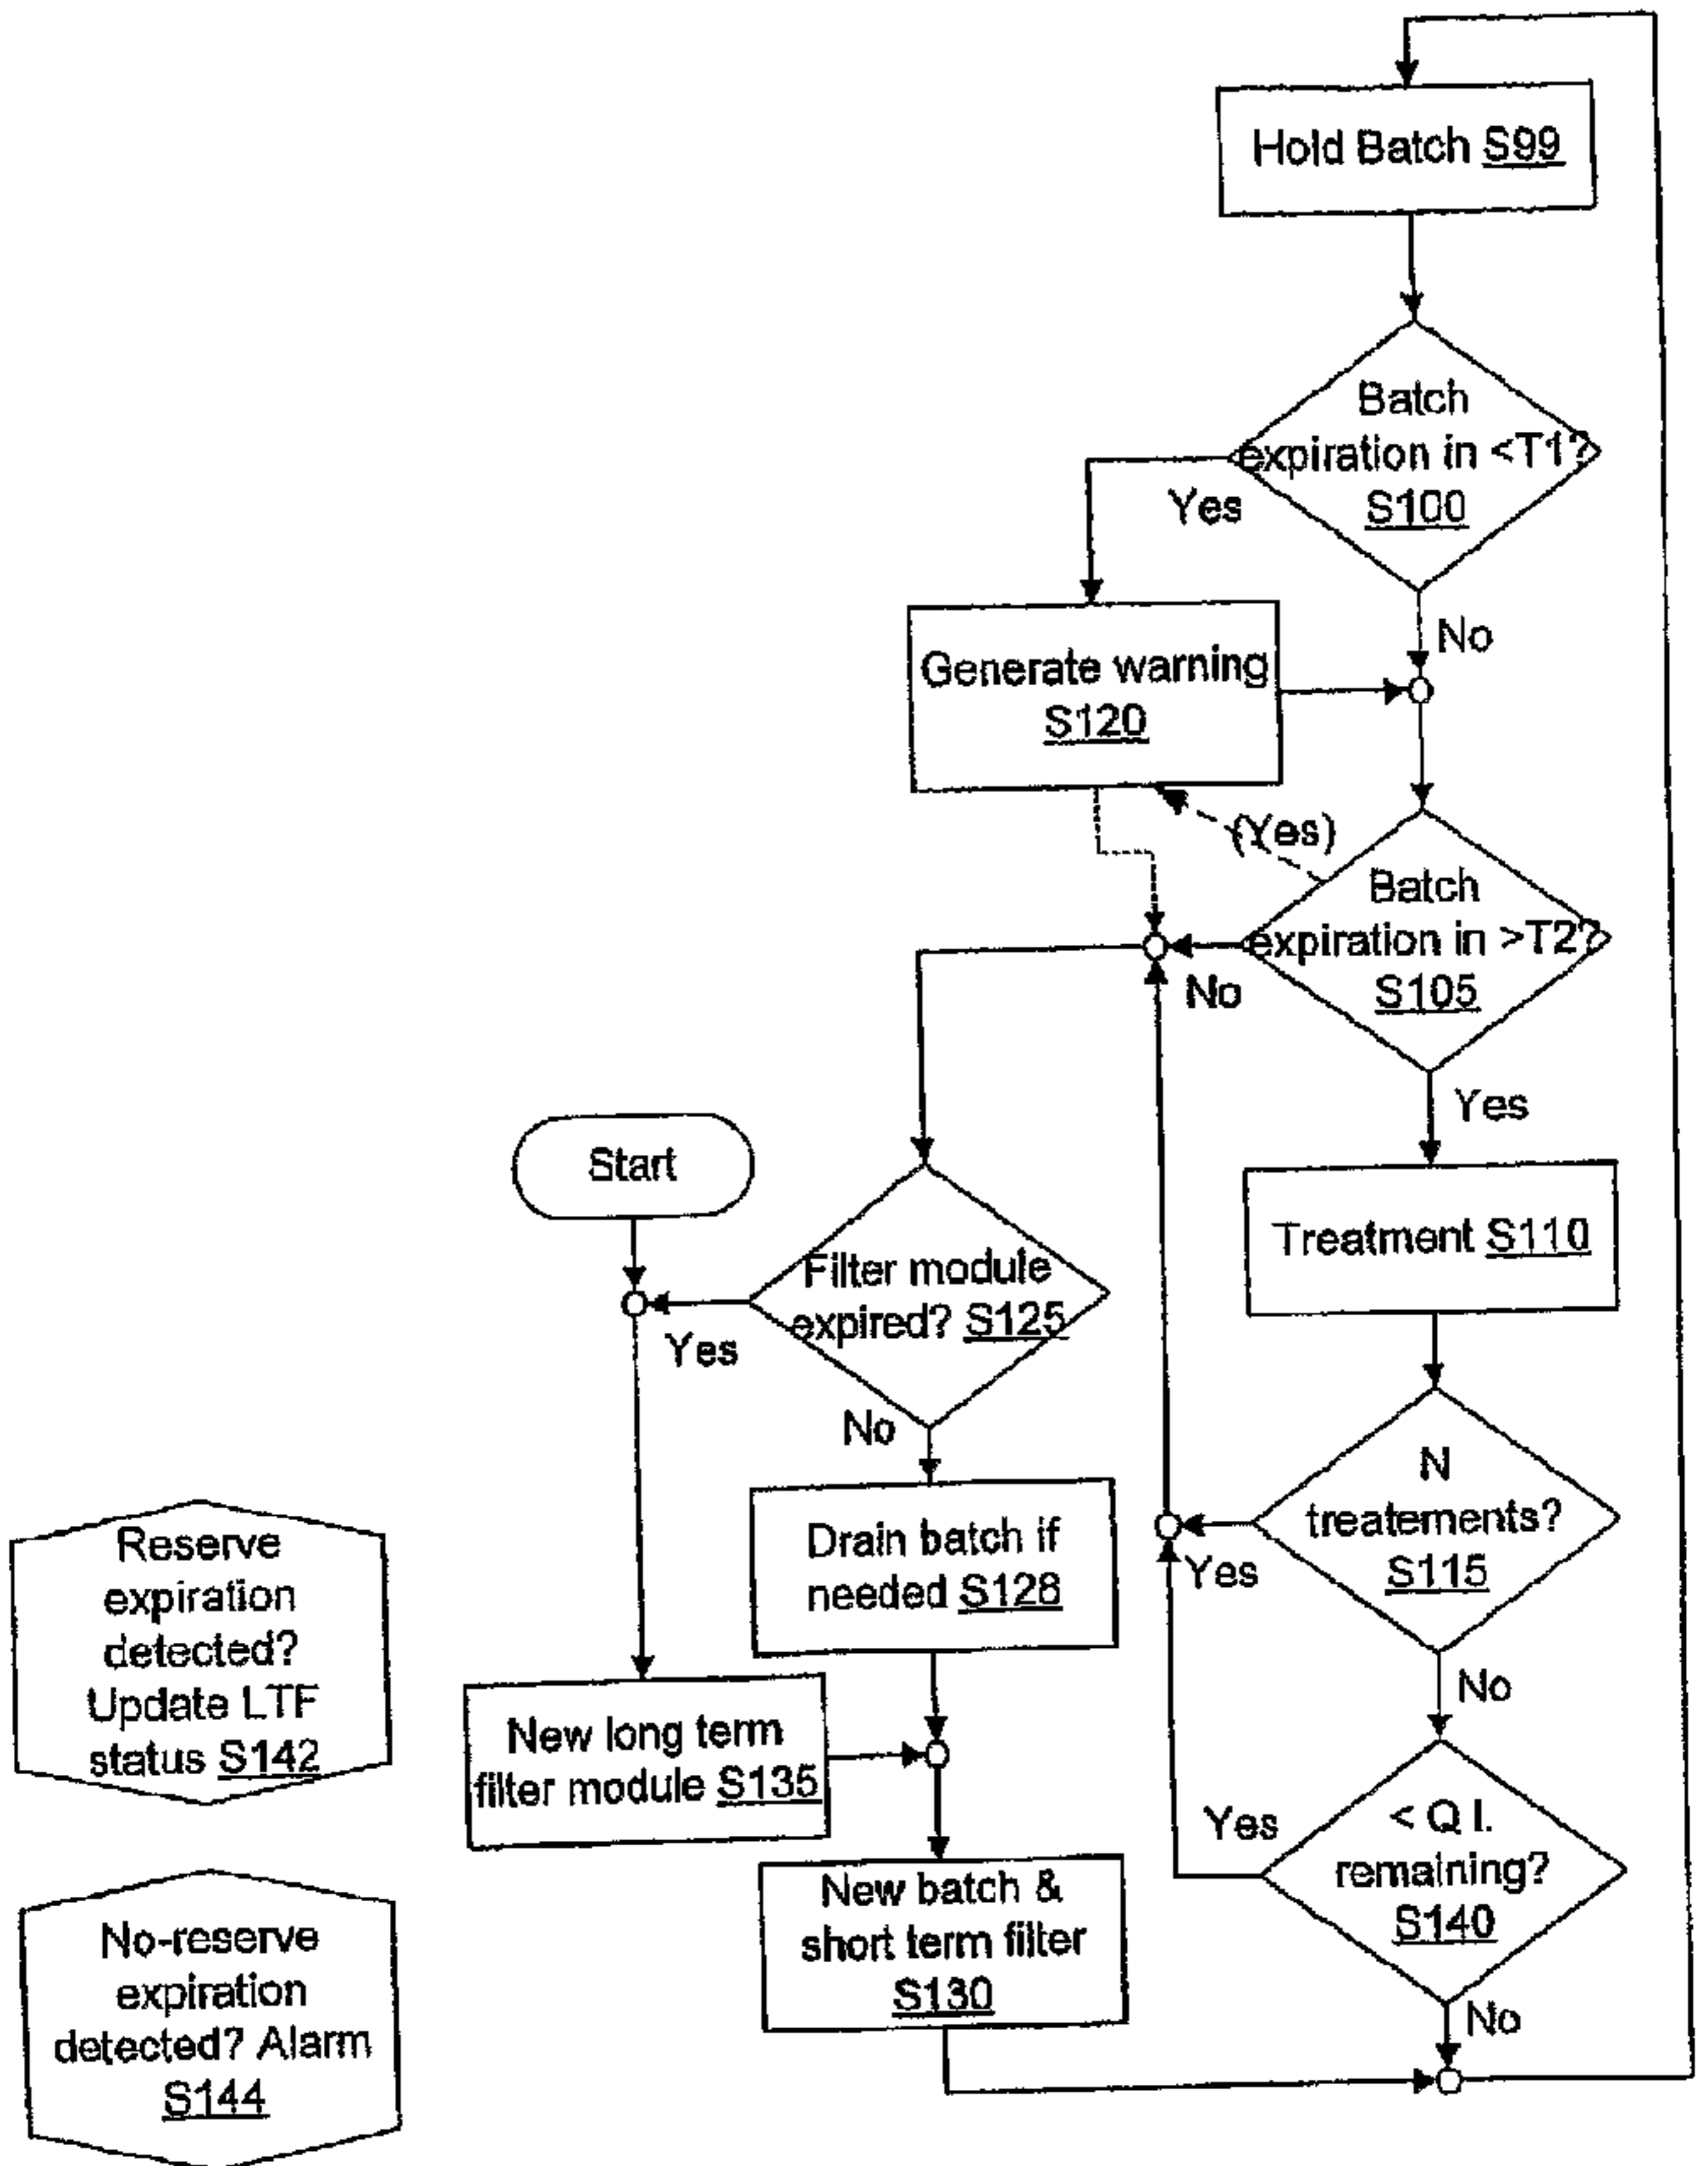 Hold Batch S99
Batch
expiration in <T1?
S100
Yes
No
Generate warning
S120
(Yes)
Batch
expiration in >T2?
S105
No
Yes
Start
Treatment S110
Filter module
expired? S125
Yes
No
N
treatements?
S115
Yes
No
Drain batch if
needed S128
Reserve
expiration
detected?
Update LTF
status S142
New long term
filter module S135
< Q l.
remaining?
S140
Yes
No
New batch &
short term filter
S130
No-reserve
expiration
detected? Alarm
S144